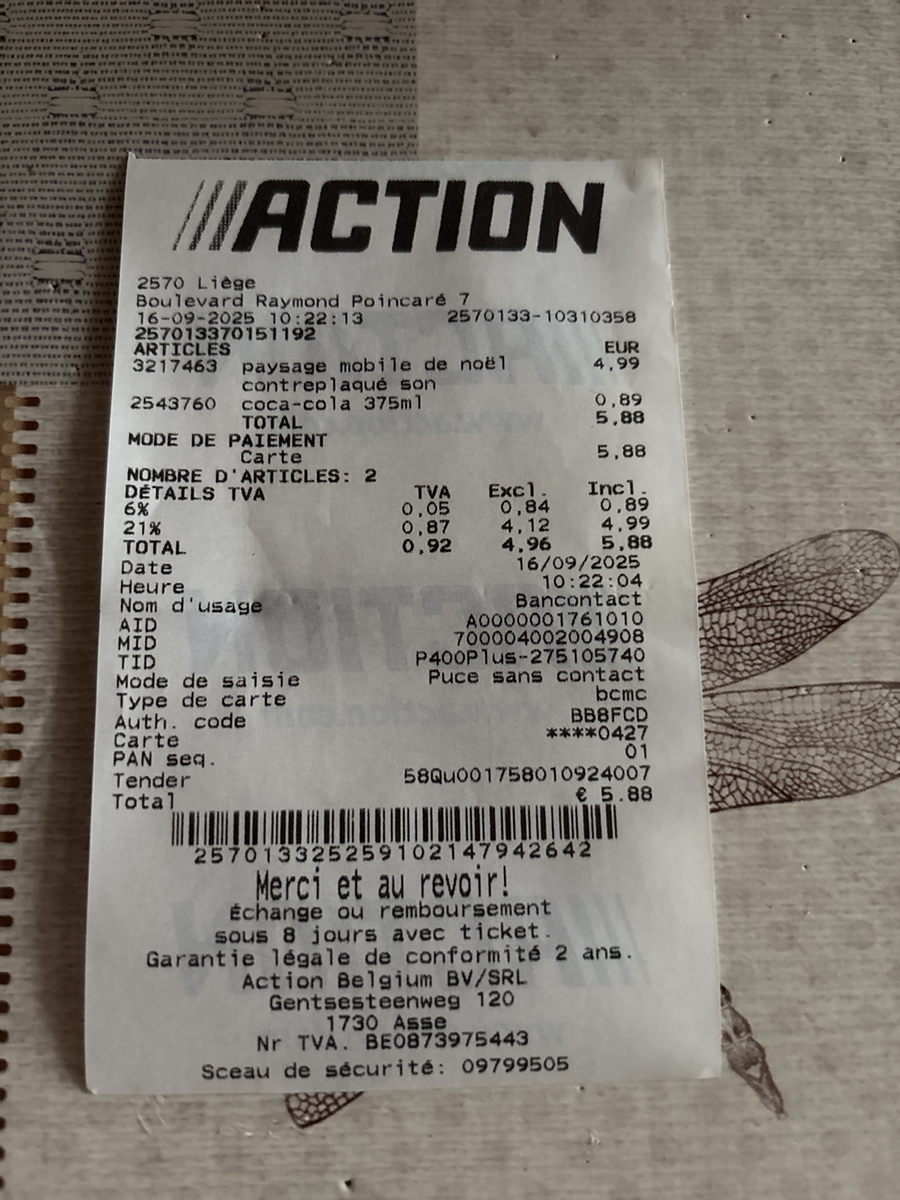 ///ACTION
2570 Liège
Boulevard Raymond Poincaré 7
16-09-2025 10:22:13 2570133-10310358
257013370151192
ARTICLES EUR
3217463 paysage mobile de noël 4,99
contreplaqué son
2543760 coca-cola 375ml 0,89
TOTAL 5,88
MODE DE PAIEMENT
Carte 5,88
NOMBRE D'ARTICLES: 2
DÉTAILS TVA TVA Excl. Incl.
6% 0,05 0,84 0,89
21% 0,87 4,12 4,99
TOTAL 0,92 4,96 5,88
Date 16/09/2025
Heure 10:22:04
Nom d'usage Bancontact
AID A0000001761010
MID 700004002004908
TID P400Plus-275105740
Mode de saisie Puce sans contact
Type de carte bcmc
Auth. code BB8FCD
Carte ****0427
PAN seq. 01
Tender 58Qu001758010924007
Total € 5.88
257013325259102147942642
Merci et au revoir!
Échange ou remboursement
sous 8 jours avec ticket.
Garantie légale de conformité 2 ans.
Action Belgium BV/SRL
Gentsesteenweg 120
1730 Asse
Nr TVA. BE0873975443
Sceau de sécurité: 09799505